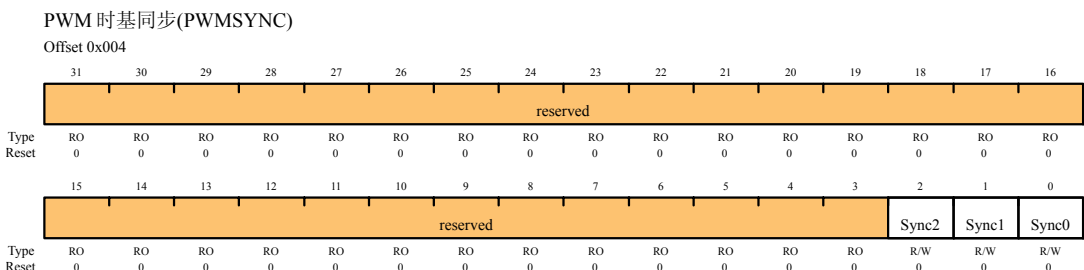 PWM 时基同步(PWMSYNC)
Offset 0x004
31 30 29 28 27 26 25 24 23 22 21 20 19 18 17 16
reserved
Type RO RO RO RO RO RO RO RO RO RO RO RO RO RO RO RO
Reset 0 0 0 0 0 0 0 0 0 0 0 0 0 0 0 0
15 14 13 12 11 10 9 8 7 6 5 4 3 2 1 0
reserved Sync2 Sync1 Sync0
Type RO RO RO RO RO RO RO RO RO RO RO RO RO R/W R/W R/W
Reset 0 0 0 0 0 0 0 0 0 0 0 0 0 0 0 0